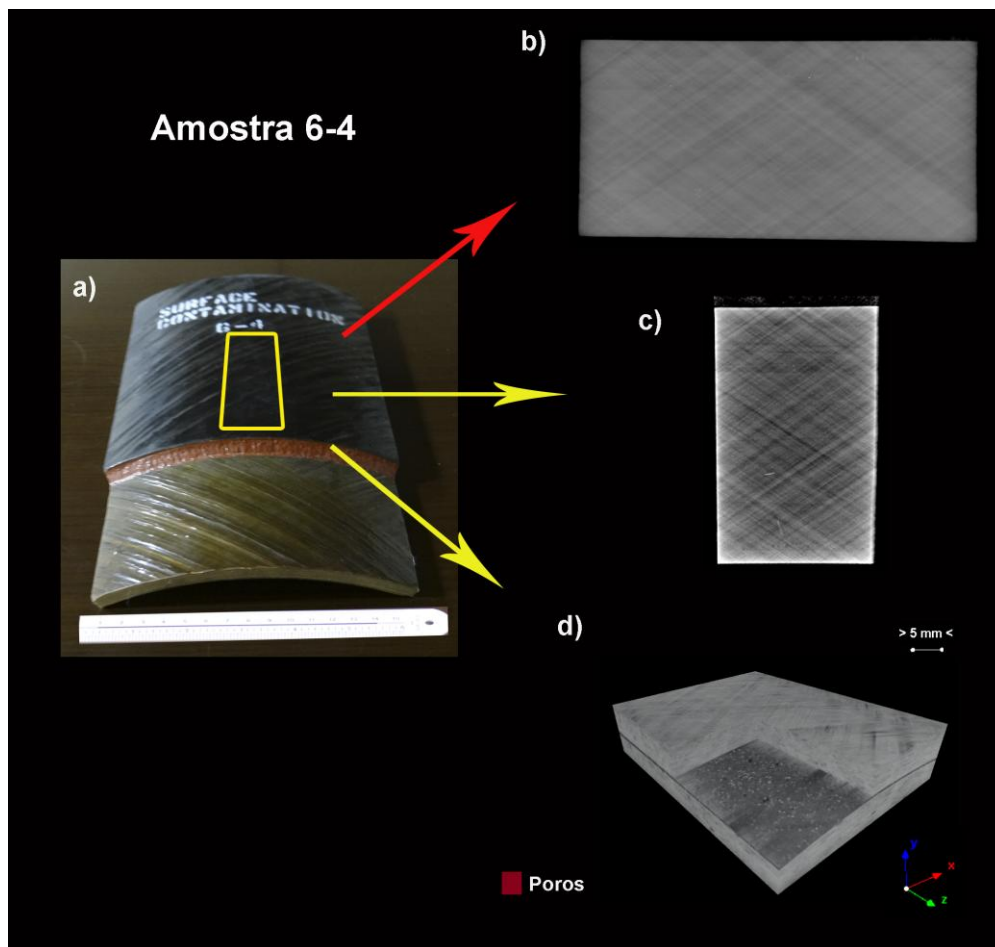 b)
Amostra 6-4
a)
SURFACE
CONTAMINATION
6-4
c)
d)
> 5 mm <
y
x
z
Poros